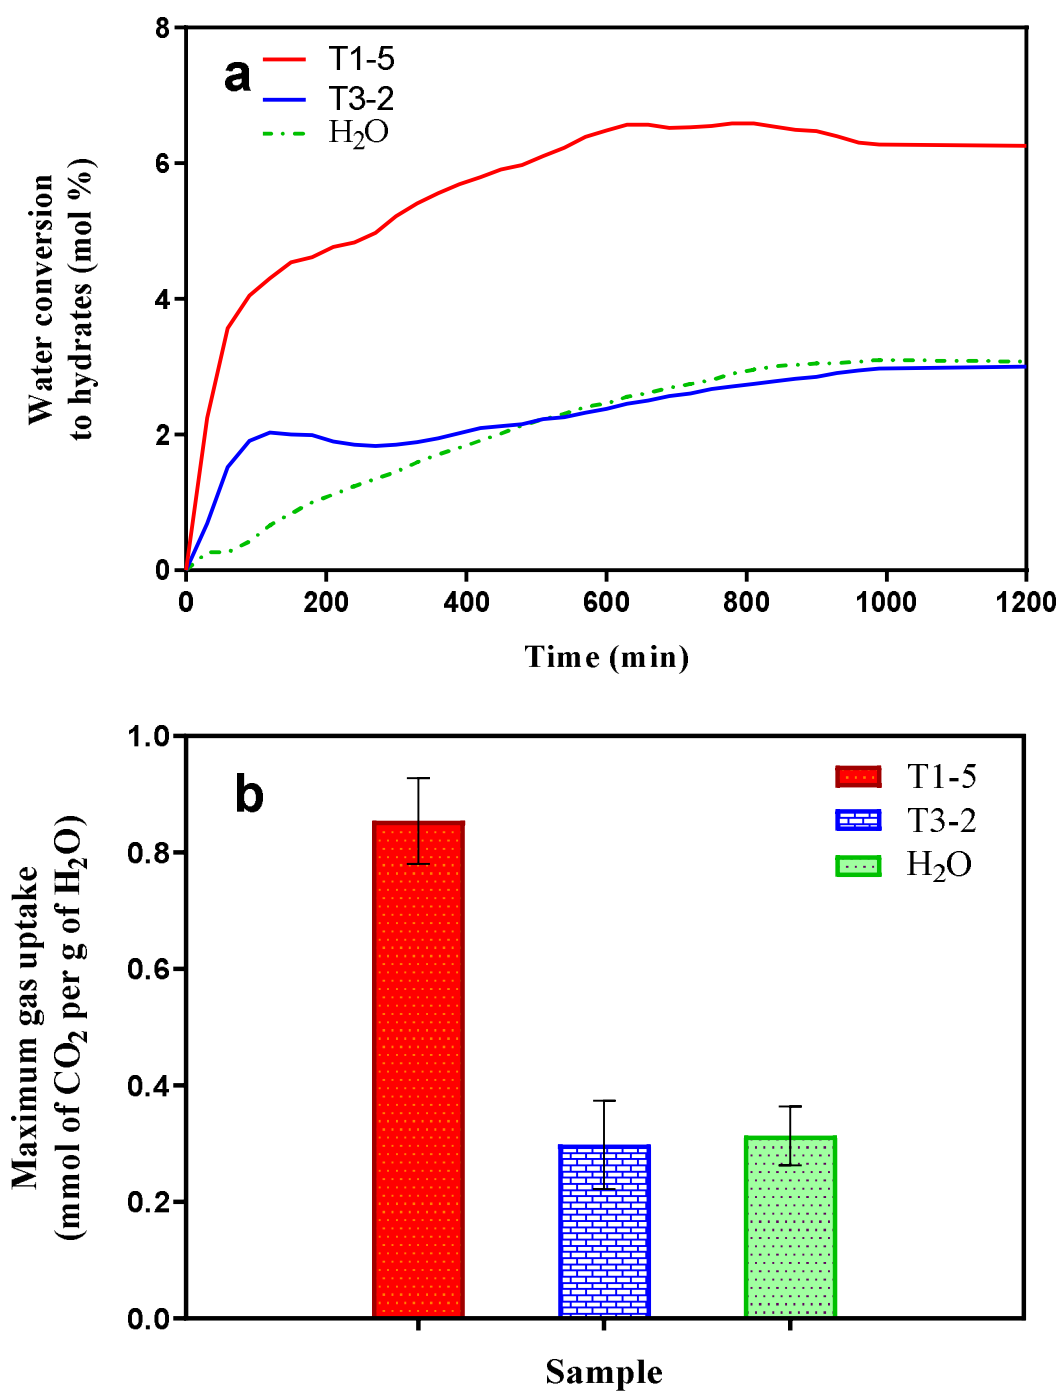 8
6
4
2
0
Water conversion
to hydrates (mol %)
a
T1-5
T3-2
H₂O
0 200 400 600 800 1000 1200
Time (min)
1.0
0.8
0.6
0.4
0.2
0.0
Maximum gas uptake
(mmol of CO₂ per g of H₂O)
b
T1-5
T3-2
H₂O
Sample